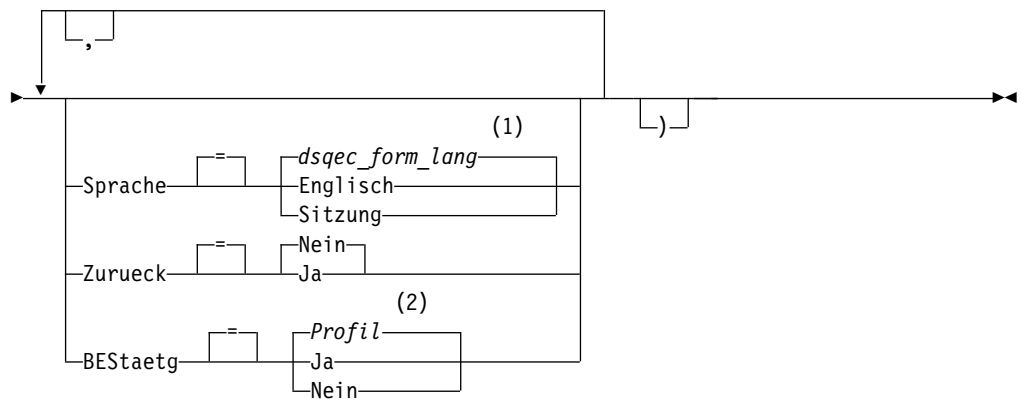 ,
)
(1)
= dsqec_form_lang
Sprache Englisch
Sitzung
= Nein
Zurueck Ja
(2)
= Profil
BEStaetg Ja
Nein